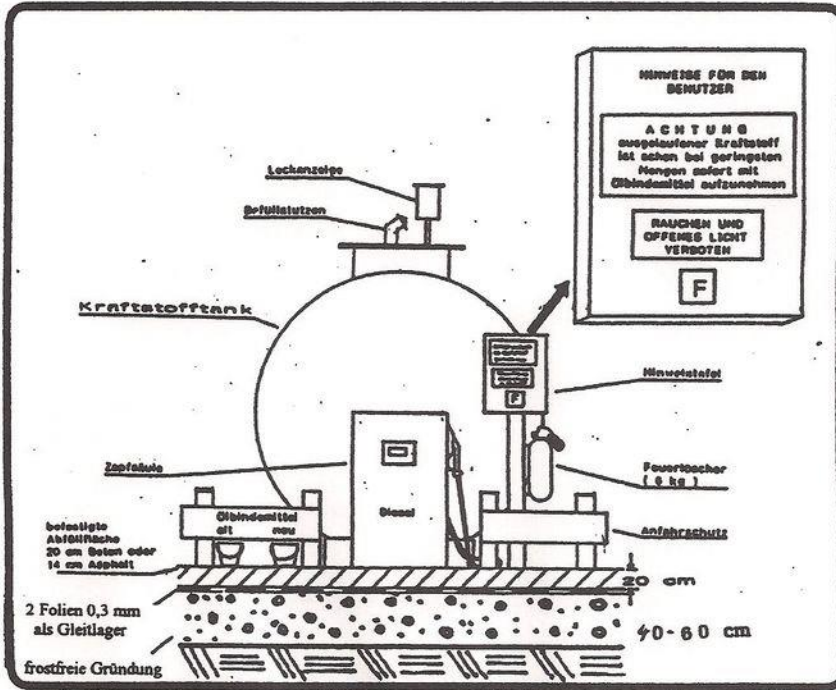 HINWEISE FÜR DEN
BENUTZER
ACHTUNG
ausgelaufener Kraftstoff
ist schon bei geringsten
Mengen sofort mit
Ölbindemittel aufzunehmen
RAUCHEN UND
OFFENES LICHT
VERBOTEN
F
Leckanzeige
Befüllstutzen
Kraftstofftank
F
Hinweistafel
Zapfsäule
Feuerlöscher
( 6 kg )
Diesel
Ölbindemittel
alt neu
Anfahrschutz
befestigte
Abfüllfläche
20 cm Beton oder
14 cm Asphalt
20 cm
2 Folien 0,3 mm
als Gleitlager
40-60 cm
frostfreie Gründung